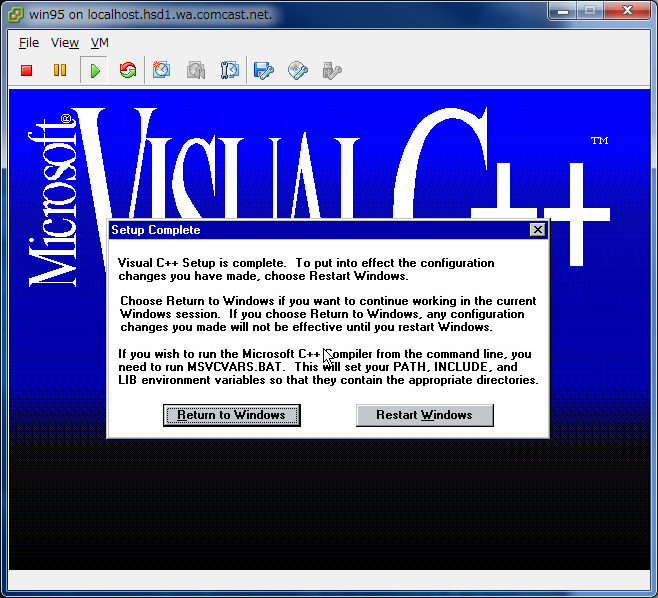 win95 on localhost.hsd1.wa.comcast.net.
File View VM
Microsoft® VISUAL C++ ™
Setup Complete
Visual C++ Setup is complete. To put into effect the configuration
changes you have made, choose Restart Windows.
Choose Return to Windows if you want to continue working in the current
Windows session. If you choose Return to Windows, any configuration
changes you made will not be effective until you restart Windows.
If you wish to run the Microsoft C++ Compiler from the command line, you
need to run MSVCVARS.BAT. This will set your PATH, INCLUDE, and
LIB environment variables so that they contain the appropriate directories.
Return to Windows
Restart Windows